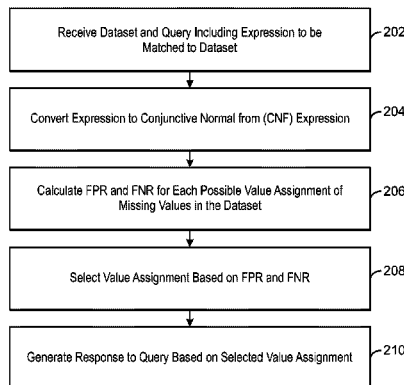 Receive Dataset and Query Including Expression to be
Matched to Dataset
202
Convert Expression to Conjunctive Normal from (CNF) Expression
204
Calculate FPR and FNR for Each Possible Value Assignment of
Missing Values in the Dataset
206
Select Value Assignment Based on FPR and FNR
208
Generate Response to Query Based on Selected Value Assignment
210